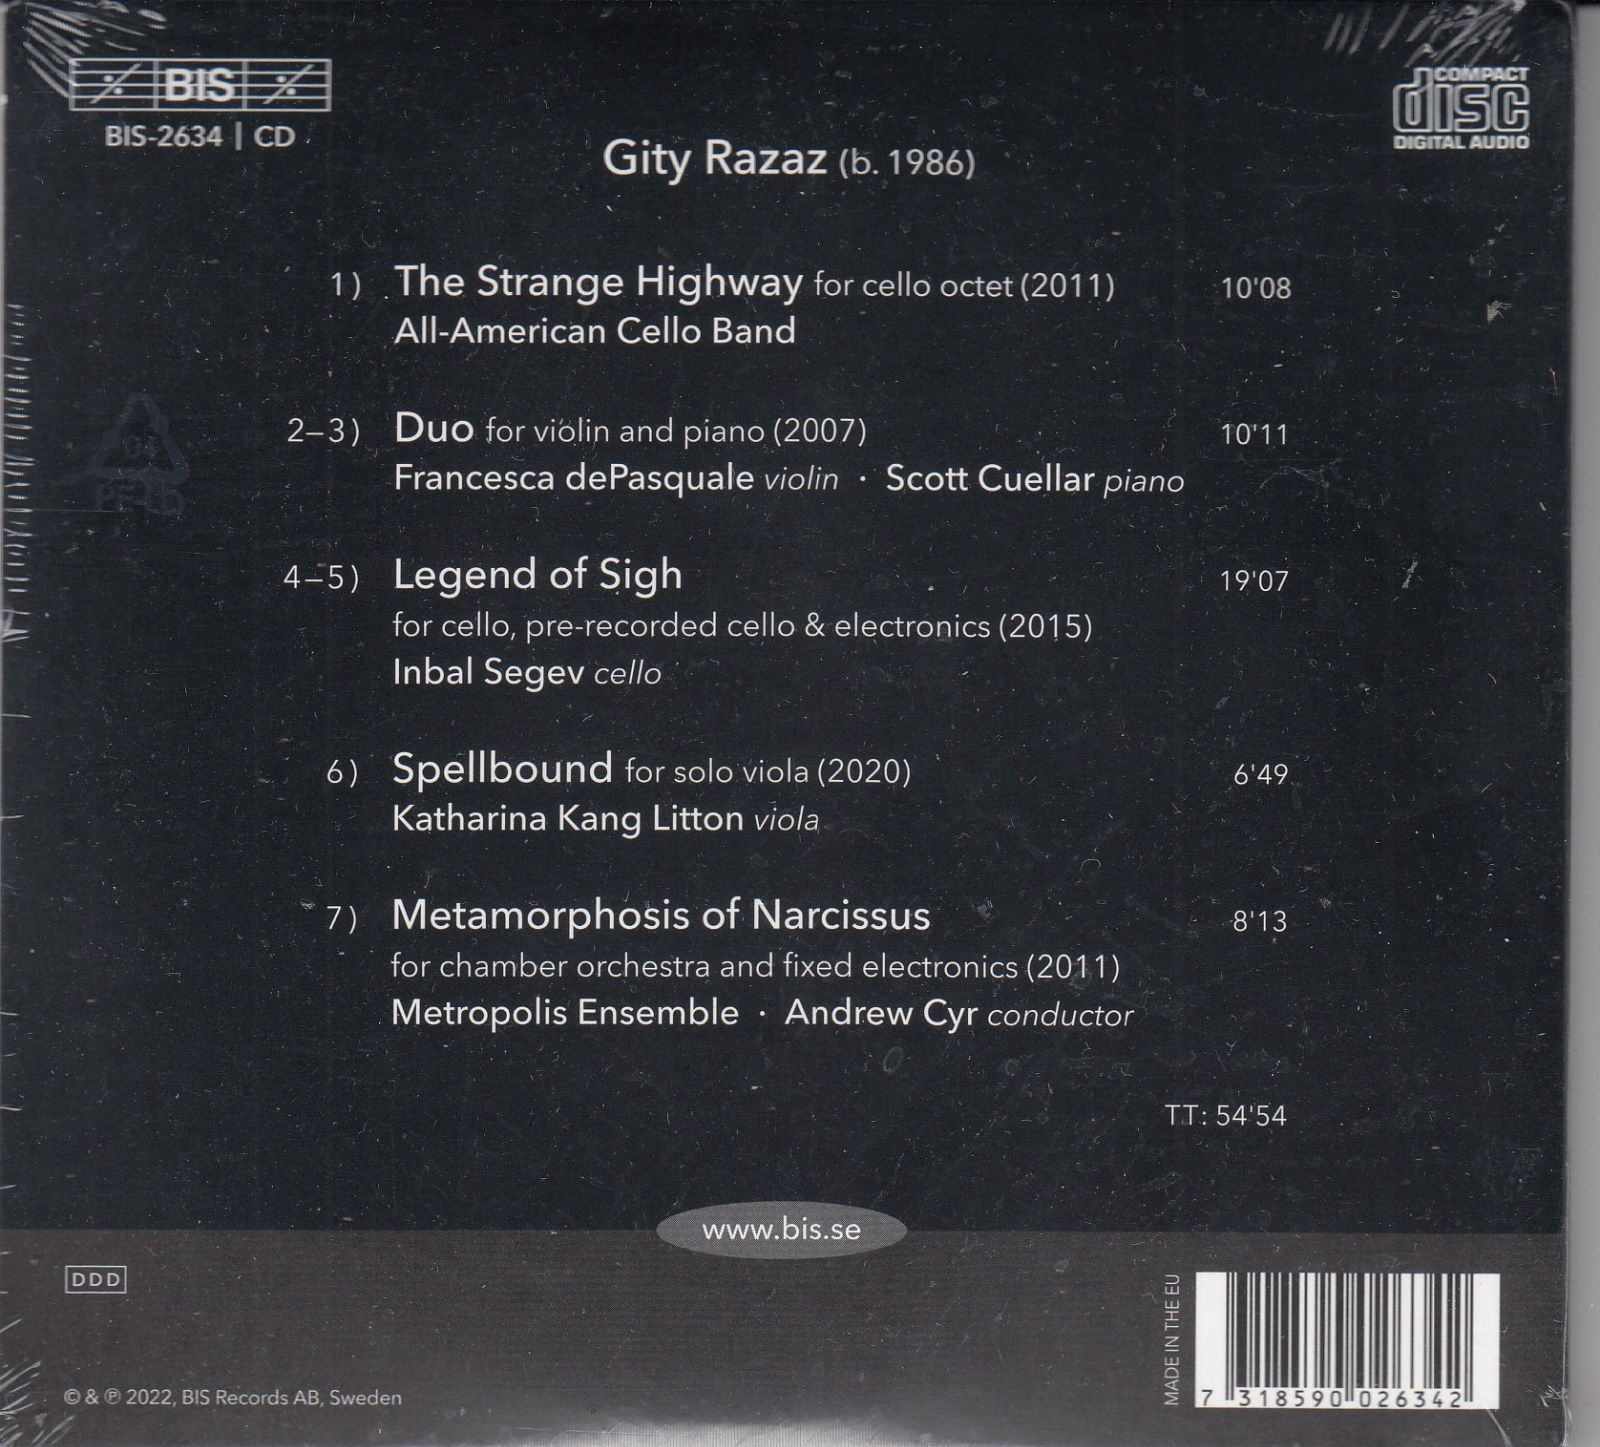 BIS
BIS-2634 | CD
COMPACT
disc
DIGITAL AUDIO
Gity Razaz (b. 1986)
1) The Strange Highway for cello octet (2011) 10'08
All-American Cello Band
2–3) Duo for violin and piano (2007) 10'11
Francesca dePasquale violin · Scott Cuellar piano
04
4–5) Legend of Sigh 19'07
for cello, pre-recorded cello & electronics (2015)
Inbal Segev cello
6) Spellbound for solo viola (2020) 6'49
Katharina Kang Litton viola
7) Metamorphosis of Narcissus 8'13
for chamber orchestra and fixed electronics (2011)
Metropolis Ensemble · Andrew Cyr conductor
TT: 54'54
www.bis.se
DDD
MADE IN THE EU
© & ℗ 2022, BIS Records AB, Sweden
7 318590 026342